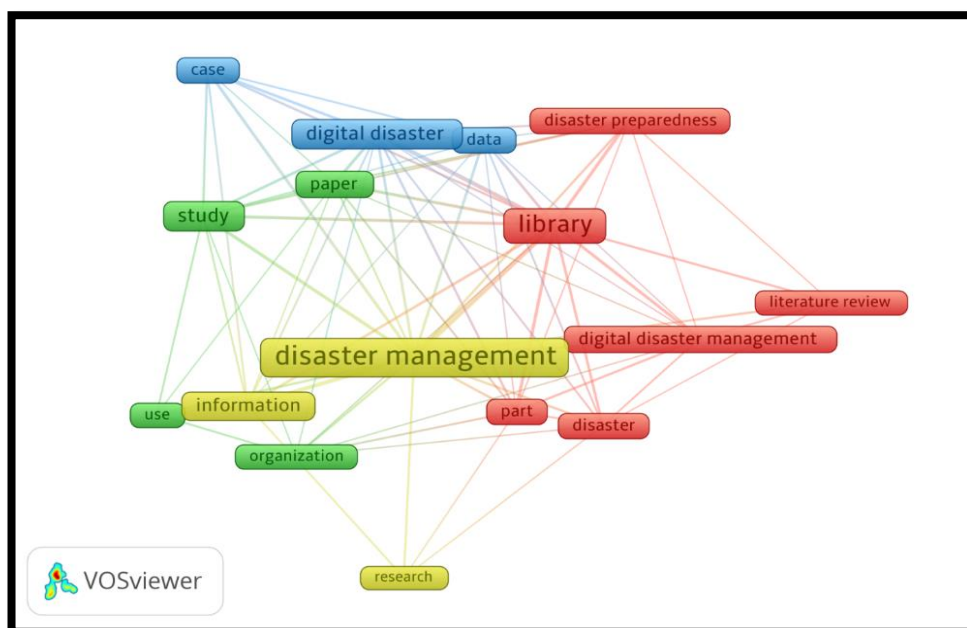 case
disaster preparedness
digital disaster
data
paper
study
library
literature review
digital disaster management
disaster management
information
use
part
disaster
organization
research
VOSviewer